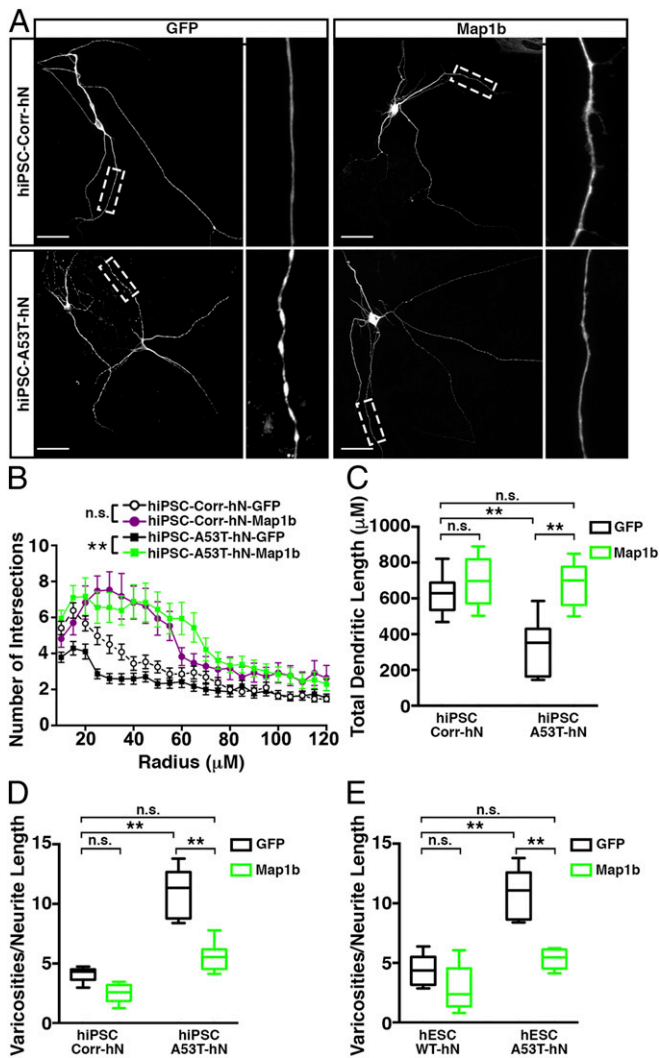 A
GFP
Map1b
hiPSC-Corr-hN
hiPSC-A53T-hN
B
n.s.
hiPSC-Corr-hN-GFP
hiPSC-Corr-hN-Map1b
**
hiPSC-A53T-hN-GFP
hiPSC-A53T-hN-Map1b
Number of Intersections
10
8
6
4
2
0
0 20 40 60 80 100 120
Radius (μM)
C
n.s.
**
n.s.
**
GFP
Map1b
Total Dendritic Length (μM)
1000
800
600
400
200
0
hiPSC
Corr-hN
hiPSC
A53T-hN
D
n.s.
**
n.s.
**
GFP
Map1b
Varicosities/Neurite Length
15
10
5
0
hiPSC
Corr-hN
hiPSC
A53T-hN
E
n.s.
**
n.s.
**
GFP
Map1b
Varicosities/Neurite Length
15
10
5
0
hESC
WT-hN
hESC
A53T-hN